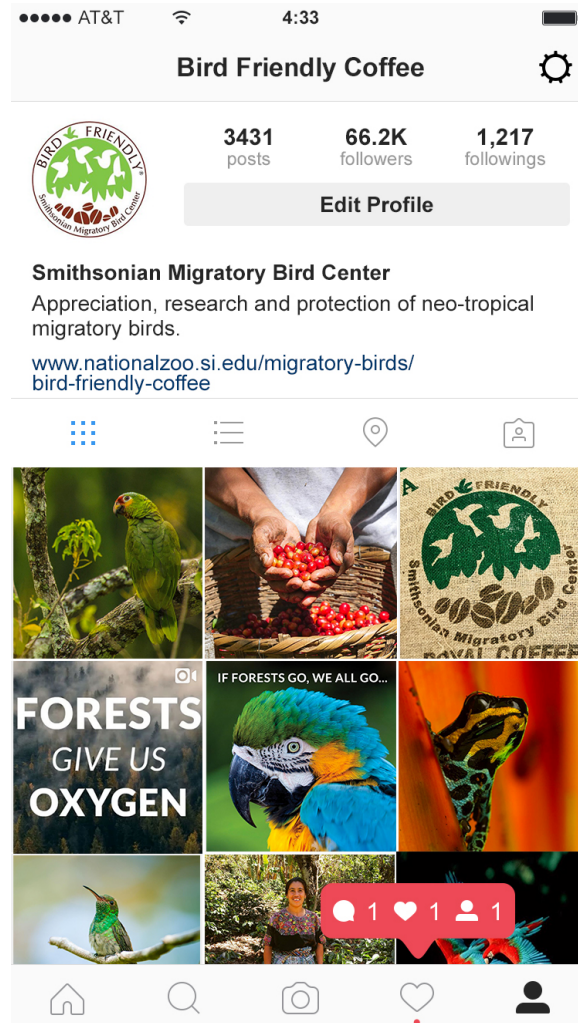 AT&T 4:33
Bird Friendly Coffee
BIRD FRIENDLY®
Smithsonian Migratory Bird Center
3431 66.2K 1,217
posts followers followings
Edit Profile
Smithsonian Migratory Bird Center
Appreciation, research and protection of neo-tropical
migratory birds.
www.nationalzoo.si.edu/migratory-birds/
bird-friendly-coffee
A
BIRD FRIENDLY
Smithsonian Migratory Bird Center
ROYAL COFFEE
FORESTS
GIVE US
OXYGEN
IF FORESTS GO, WE ALL GO...
1 1 1